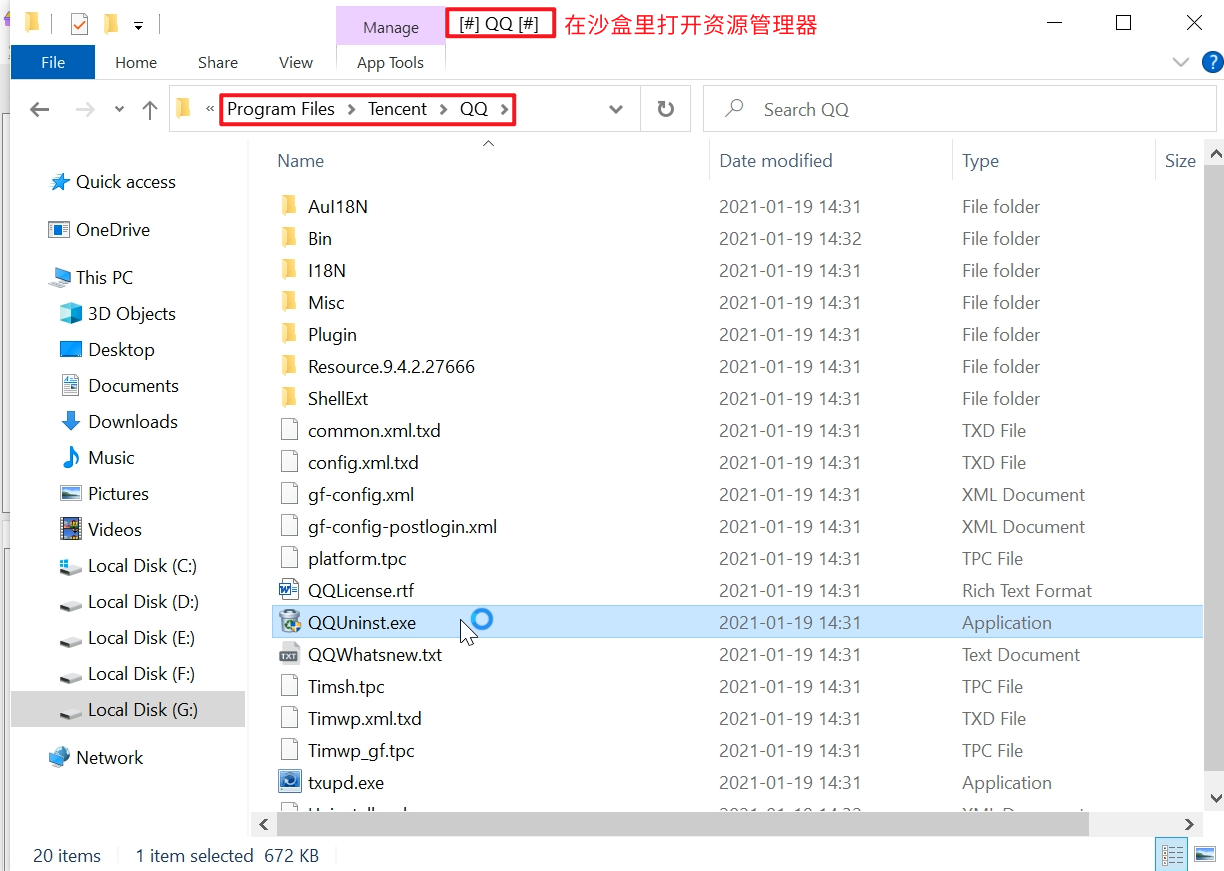 Manage
[#] QQ [#]
在沙盒里打开资源管理器
File Home Share View App Tools
?
« Program Files > Tencent > QQ >
Search QQ
Name Date modified Type Size
Quick access
OneDrive
This PC
3D Objects
Desktop
Documents
Downloads
Music
Pictures
Videos
Local Disk (C:)
Local Disk (D:)
Local Disk (E:)
Local Disk (F:)
Local Disk (G:)
Network
AuI18N 2021-01-19 14:31 File folder
Bin 2021-01-19 14:32 File folder
I18N 2021-01-19 14:31 File folder
Misc 2021-01-19 14:31 File folder
Plugin 2021-01-19 14:31 File folder
Resource.9.4.2.27666 2021-01-19 14:31 File folder
ShellExt 2021-01-19 14:31 File folder
common.xml.txd 2021-01-19 14:31 TXD File
config.xml.txd 2021-01-19 14:31 TXD File
gf-config.xml 2021-01-19 14:31 XML Document
gf-config-postlogin.xml 2021-01-19 14:31 XML Document
platform.tpc 2021-01-19 14:31 TPC File
QQLicense.rtf 2021-01-19 14:31 Rich Text Format
QQUninst.exe 2021-01-19 14:31 Application
QQWhatsnew.txt 2021-01-19 14:31 Text Document
Timsh.tpc 2021-01-19 14:31 TPC File
Timwp.xml.txd 2021-01-19 14:31 TXD File
Timwp_gf.tpc 2021-01-19 14:31 TPC File
txupd.exe 2021-01-19 14:31 Application
20 items 1 item selected 672 KB